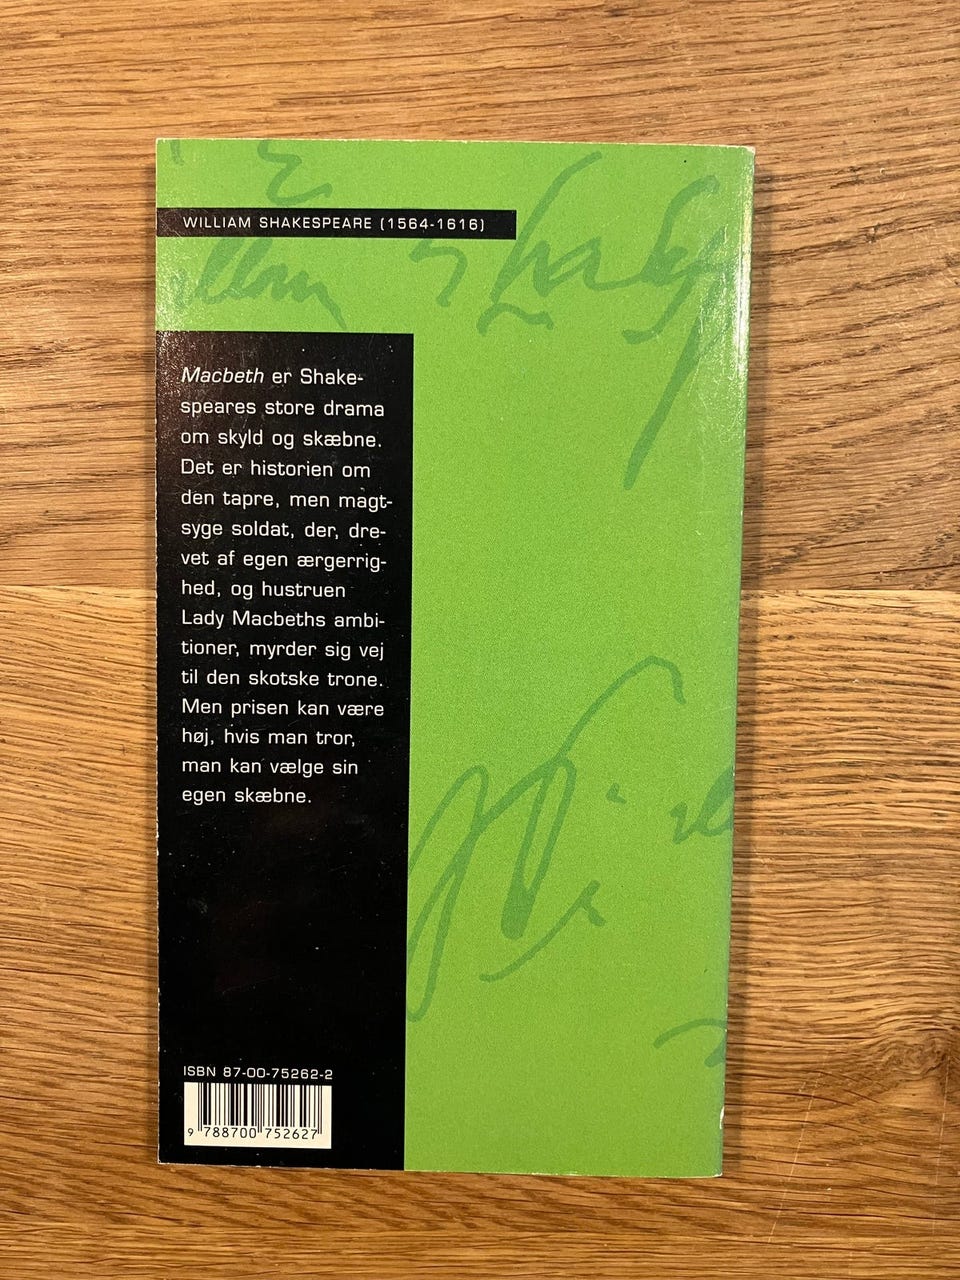 WILLIAM SHAKESPEARE (1564-1616)
Macbeth er Shake-
speares store drama
om skyld og skæbne.
Det er historien om
den tapre, men magt-
syge soldat, der, dre-
vet af egen ærgerrig-
hed, og hustruen
Lady Macbeths ambi-
tioner, myrder sig vej
til den skotske trone.
Men prisen kan være
høj, hvis man tror,
man kan vælge sin
egen skæbne.
ISBN 87-00-75262-2
9 788700 752627